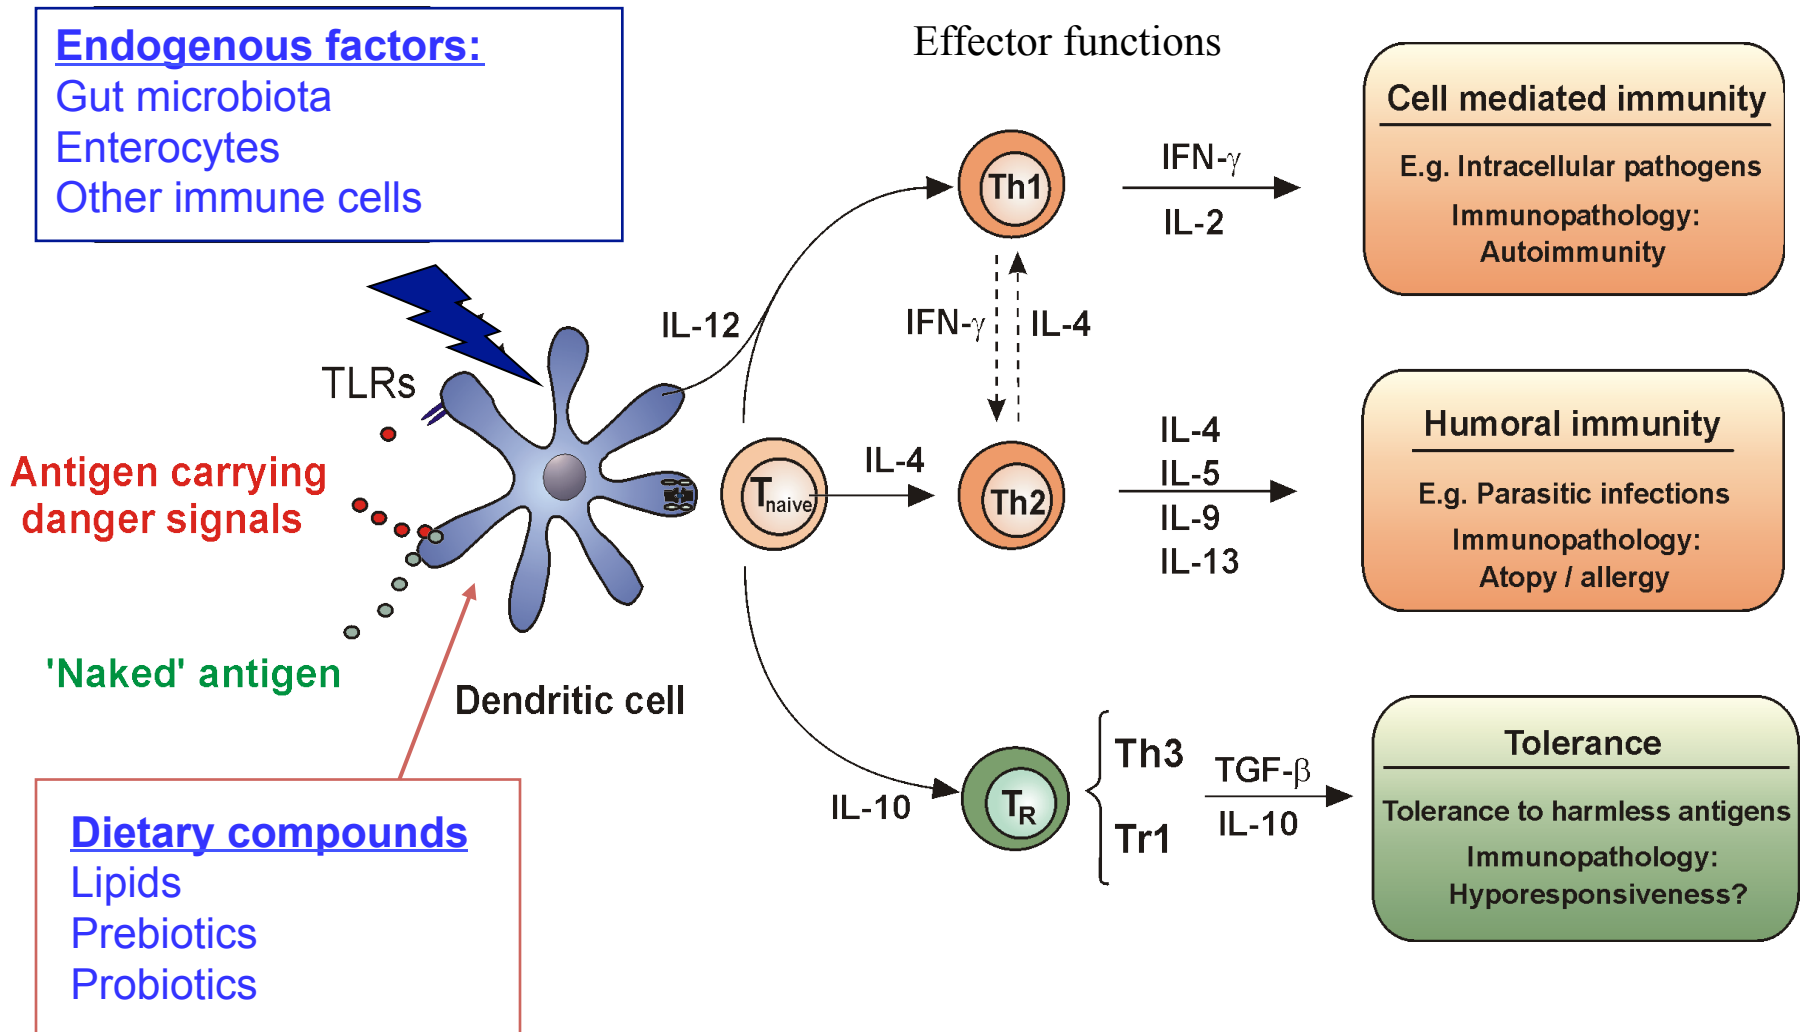 Endogenous factors:
Gut microbiota
Enterocytes
Other immune cells
Effector functions
TLRs
Antigen carrying
danger signals
'Naked' antigen
Dendritic cell
Dietary compounds
Lipids
Prebiotics
Probiotics
IL-12
T naive
IL-4
IL-10
Th1
IFN-γ
IL-4
Th2
TR
Th3
Tr1
IFN-γ
IL-2
IL-4
IL-5
IL-9
IL-13
TGF-β
IL-10
Cell mediated immunity
E.g. Intracellular pathogens
Immunopathology:
Autoimmunity
Humoral immunity
E.g. Parasitic infections
Immunopathology:
Atopy / allergy
Tolerance
Tolerance to harmless antigens
Immunopathology:
Hyporesponsiveness?